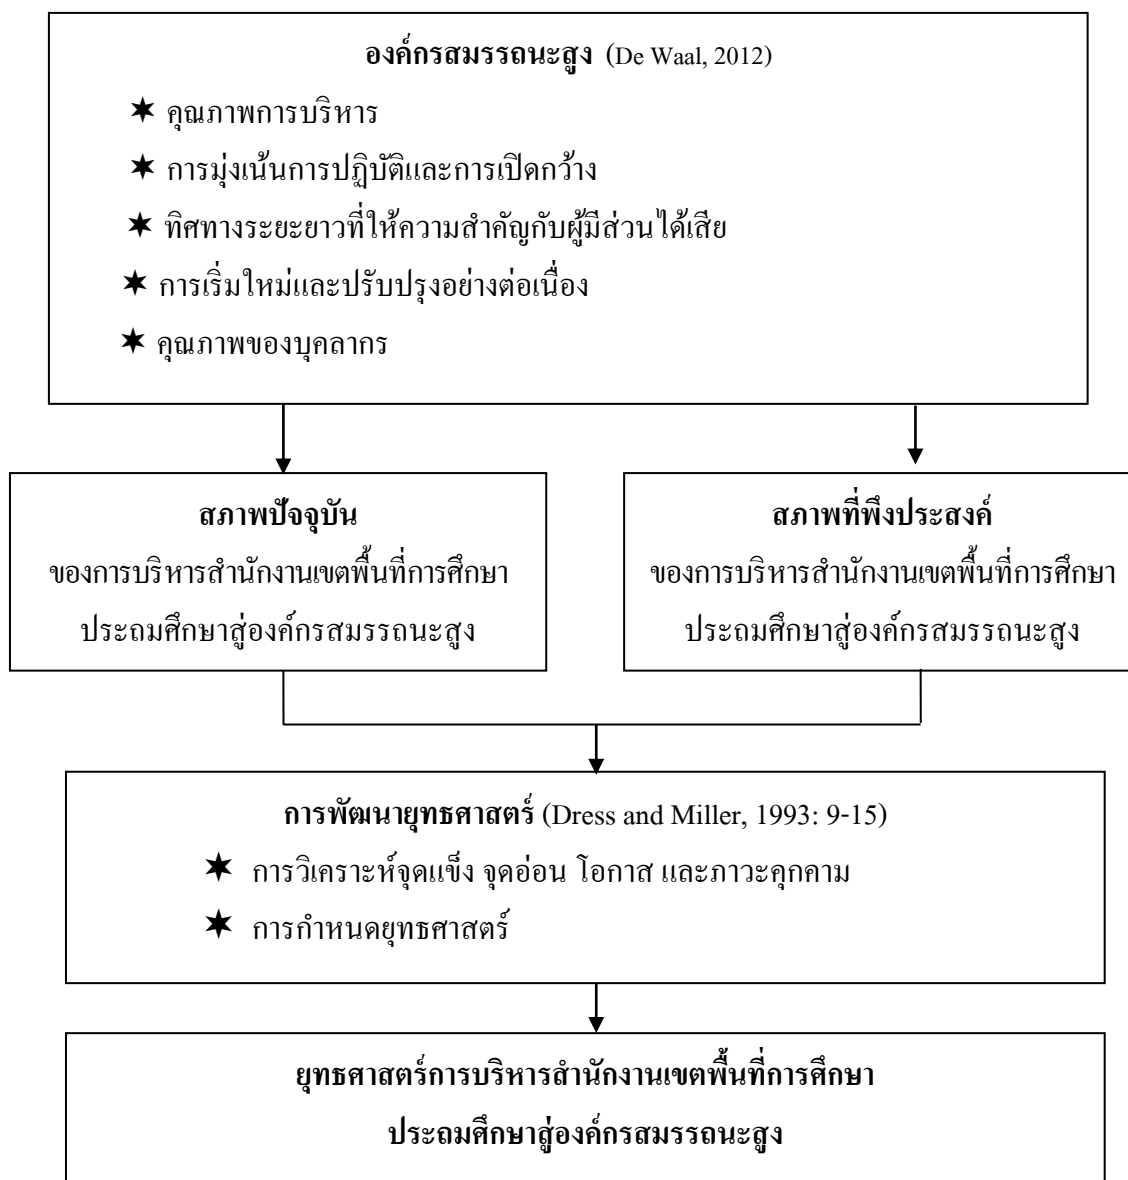 องค์กรสมรรถนะสูง (De Waal, 2012)
✶ คุณภาพการบริหาร
✶ การมุ่งเน้นการปฏิบัติและการเปิดกว้าง
✶ ทิศทางระยะยาวที่ให้ความสำคัญกับผู้มีส่วนได้เสีย
✶ การเริ่มใหม่และปรับปรุงอย่างต่อเนื่อง
✶ คุณภาพของบุคลากร
สภาพปัจจุบัน
ของการบริหารสำนักงานเขตพื้นที่การศึกษา
ประถมศึกษาสู่องค์กรสมรรถนะสูง
สภาพที่พึงประสงค์
ของการบริหารสำนักงานเขตพื้นที่การศึกษา
ประถมศึกษาสู่องค์กรสมรรถนะสูง
การพัฒนายุทธศาสตร์ (Dress and Miller, 1993: 9-15)
✶ การวิเคราะห์จุดแข็ง จุดอ่อน โอกาส และภาวะคุกคาม
✶ การกำหนดยุทธศาสตร์
ยุทธศาสตร์การบริหารสำนักงานเขตพื้นที่การศึกษา
ประถมศึกษาสู่องค์กรสมรรถนะสูง